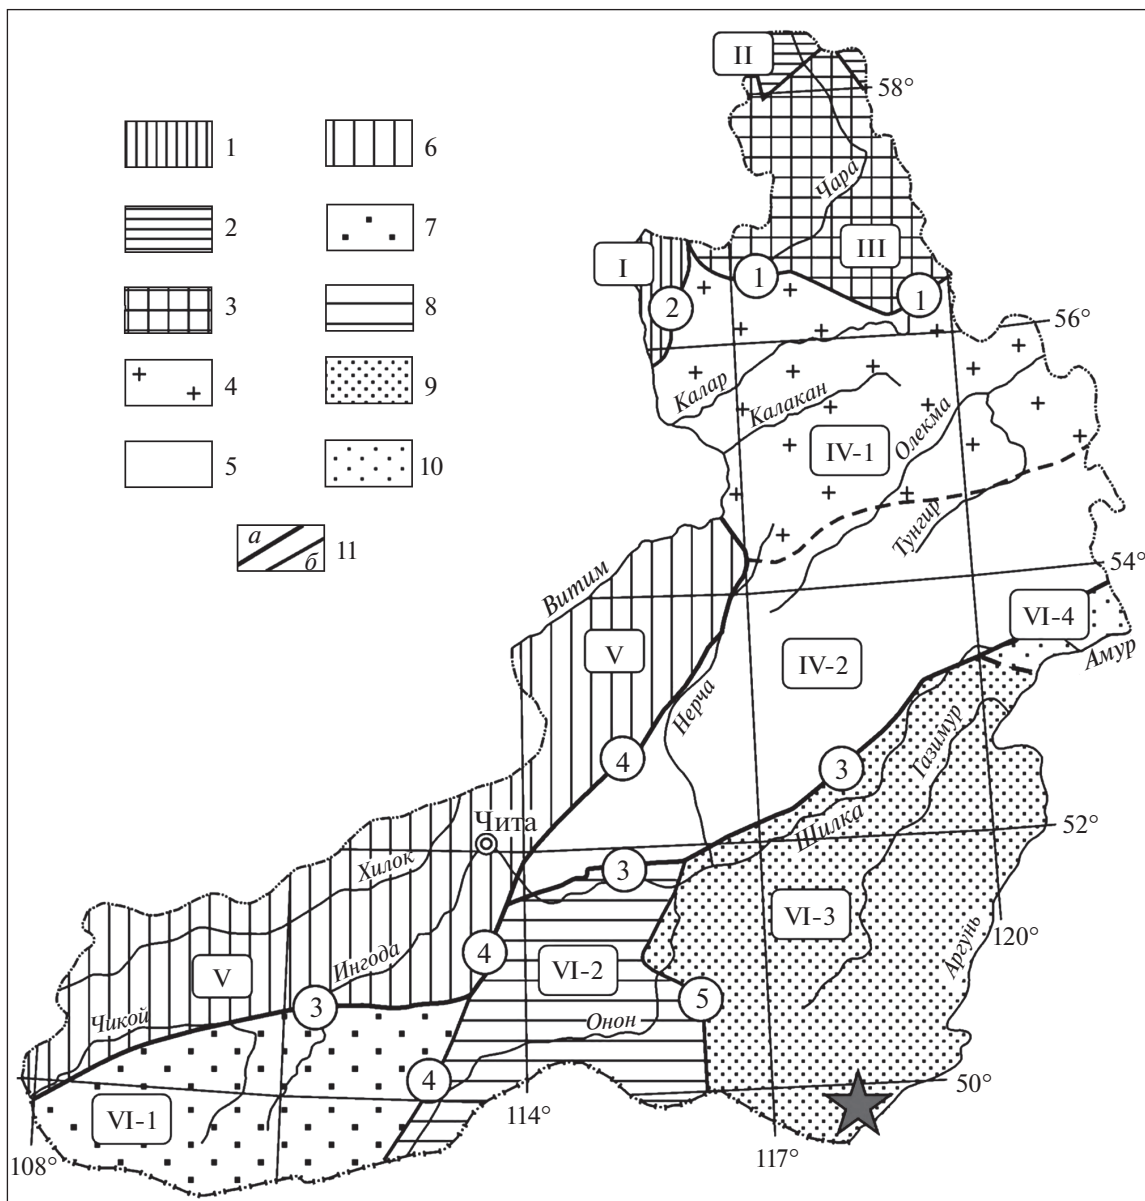 II
58°
1
6
Чара
2
7
III
I
1
1
2
3
8
56°
Калар
4
9
Калакан
Олекма
IV-1
5
10
Тунгир
а
б
11
54°
Витим
VI-4
V
IV-2
Амур
Нерча
Газимур
4
3
Чита
Шилка
52°
Хилок
3
VI-3
120°
Ингода
4
VI-2
Аргунь
V
3
5
Чикой
Онон
4
50°
VI-1
114°
117°
108°